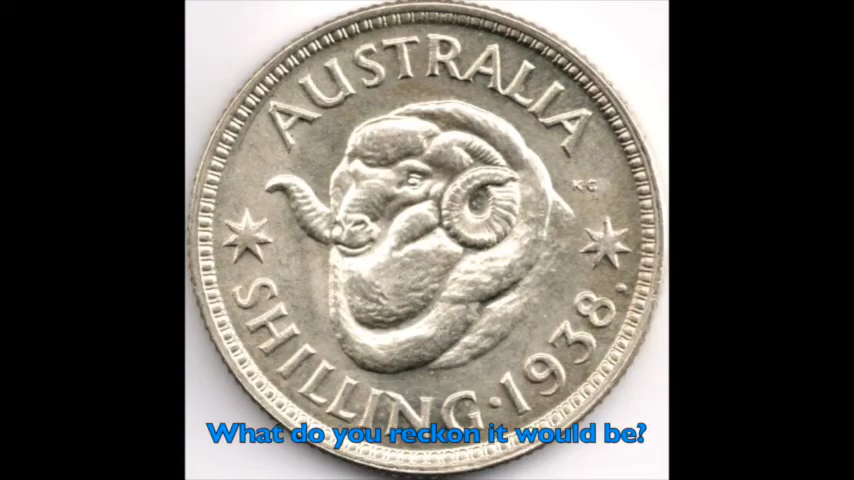 AUSTRALIA
KG
SHILLING · 1938 ·
What do you reckon it would be?